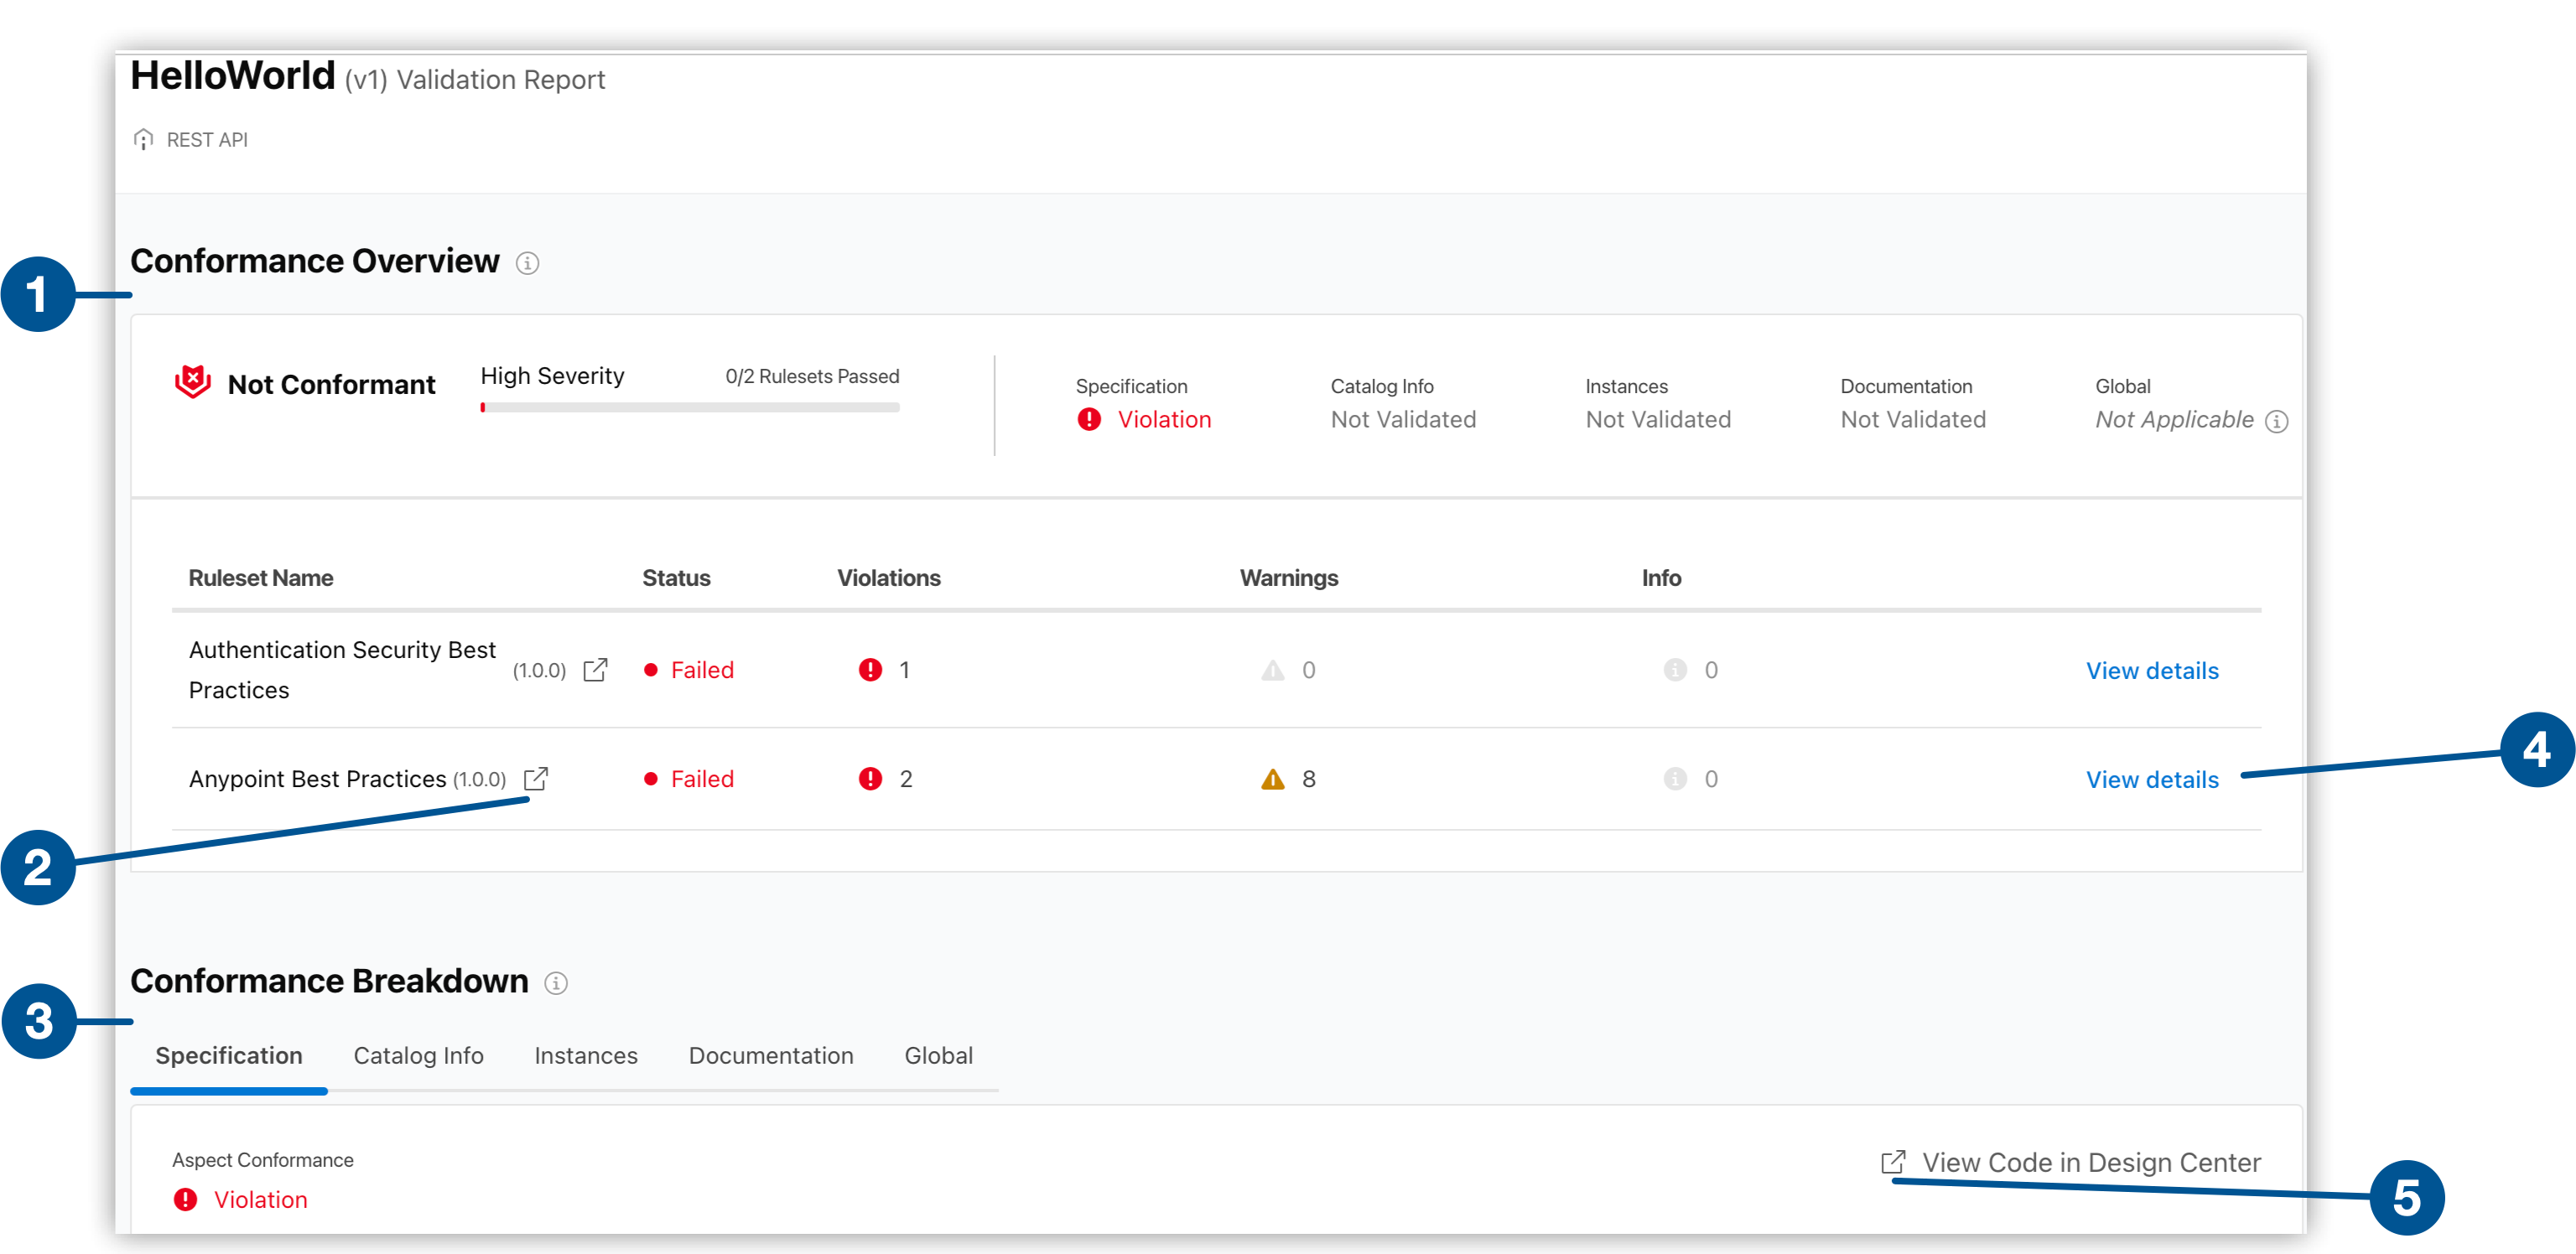 HelloWorld (v1) Validation Report
REST API
Conformance Overview
1
Not Conformant
High Severity
0/2 Rulesets Passed
Specification
Violation
Catalog Info
Not Validated
Instances
Not Validated
Documentation
Not Validated
Global
Not Applicable
Ruleset Name Status Violations Warnings Info
Authentication Security Best
Practices
(1.0.0) Failed 1 0 0 View details
Anypoint Best Practices (1.0.0) Failed 2 8 0 View details
4
2
Conformance Breakdown
3
Specification Catalog Info Instances Documentation Global
Aspect Conformance
Violation
View Code in Design Center
5